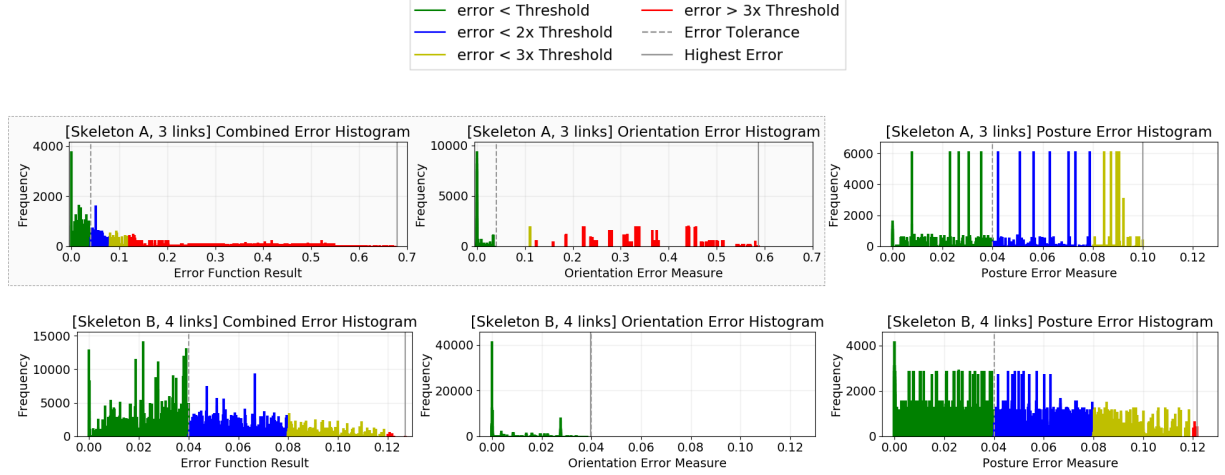 error < Threshold
error < 2x Threshold
error < 3x Threshold
error > 3x Threshold
Error Tolerance
Highest Error
[Skeleton A, 3 links] Combined Error Histogram
Frequency
4000
2000
0
0.0 0.1 0.2 0.3 0.4 0.5 0.6 0.7
Error Function Result
[Skeleton A, 3 links] Orientation Error Histogram
Frequency
10000
5000
0
0.0 0.1 0.2 0.3 0.4 0.5 0.6 0.7
Orientation Error Measure
[Skeleton A, 3 links] Posture Error Histogram
Frequency
6000
4000
2000
0
0.00 0.02 0.04 0.06 0.08 0.10 0.12
Posture Error Measure
[Skeleton B, 4 links] Combined Error Histogram
Frequency
15000
10000
5000
0
0.00 0.02 0.04 0.06 0.08 0.10 0.12
Error Function Result
[Skeleton B, 4 links] Orientation Error Histogram
Frequency
40000
20000
0
0.00 0.02 0.04 0.06 0.08 0.10 0.12
Orientation Error Measure
[Skeleton B, 4 links] Posture Error Histogram
Frequency
4000
2000
0
0.00 0.02 0.04 0.06 0.08 0.10 0.12
Posture Error Measure